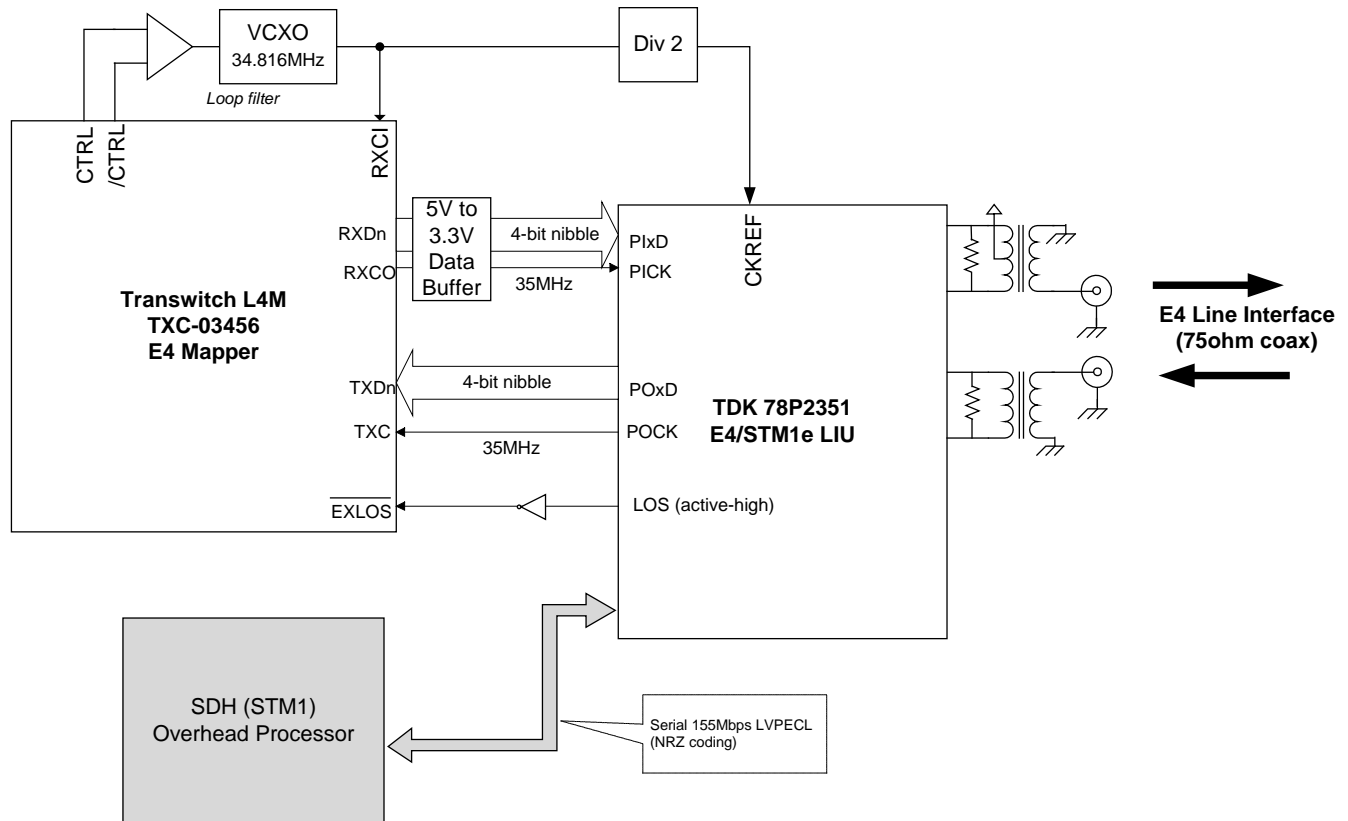 VCXO
34.816MHz
Div 2
Loop filter
CTRL
/CTRL
RXCI
5V to
3.3V
Data
Buffer
RXDn
RXCO
4-bit nibble
35MHz
PIxD
PICK
CKREF
Transwitch L4M
TXC-03456
E4 Mapper
E4 Line Interface
(75ohm coax)
TXDn
TXC
4-bit nibble
35MHz
POxD
POCK
TDK 78P2351
E4/STM1e LIU
EXLOS
LOS (active-high)
SDH (STM1)
Overhead Processor
Serial 155Mbps LVPECL
(NRZ coding)